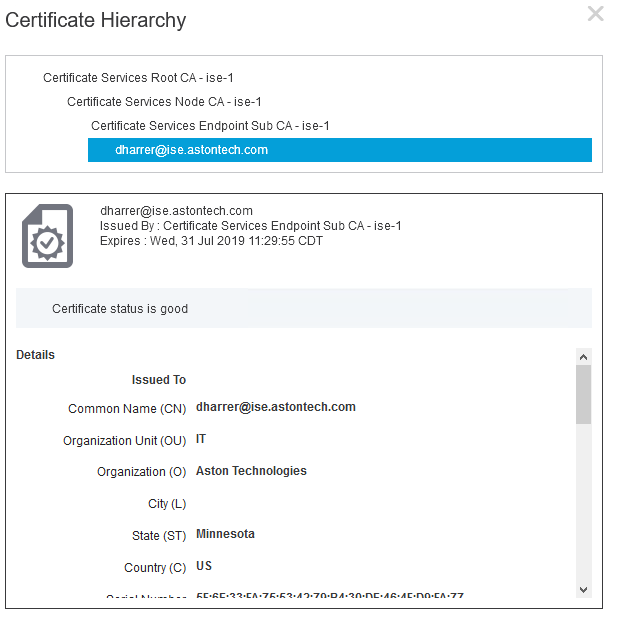 Certificate Hierarchy
Certificate Services Root CA - ise-1
Certificate Services Node CA - ise-1
Certificate Services Endpoint Sub CA - ise-1
dharrer@ise.astontech.com
dharrer@ise.astontech.com
Issued By : Certificate Services Endpoint Sub CA - ise-1
Expires : Wed, 31 Jul 2019 11:29:55 CDT
Certificate status is good
Details
Issued To
Common Name (CN) dharrer@ise.astontech.com
Organization Unit (OU) IT
Organization (O) Aston Technologies
City (L)
State (ST) Minnesota
Country (C) US
Serial Number